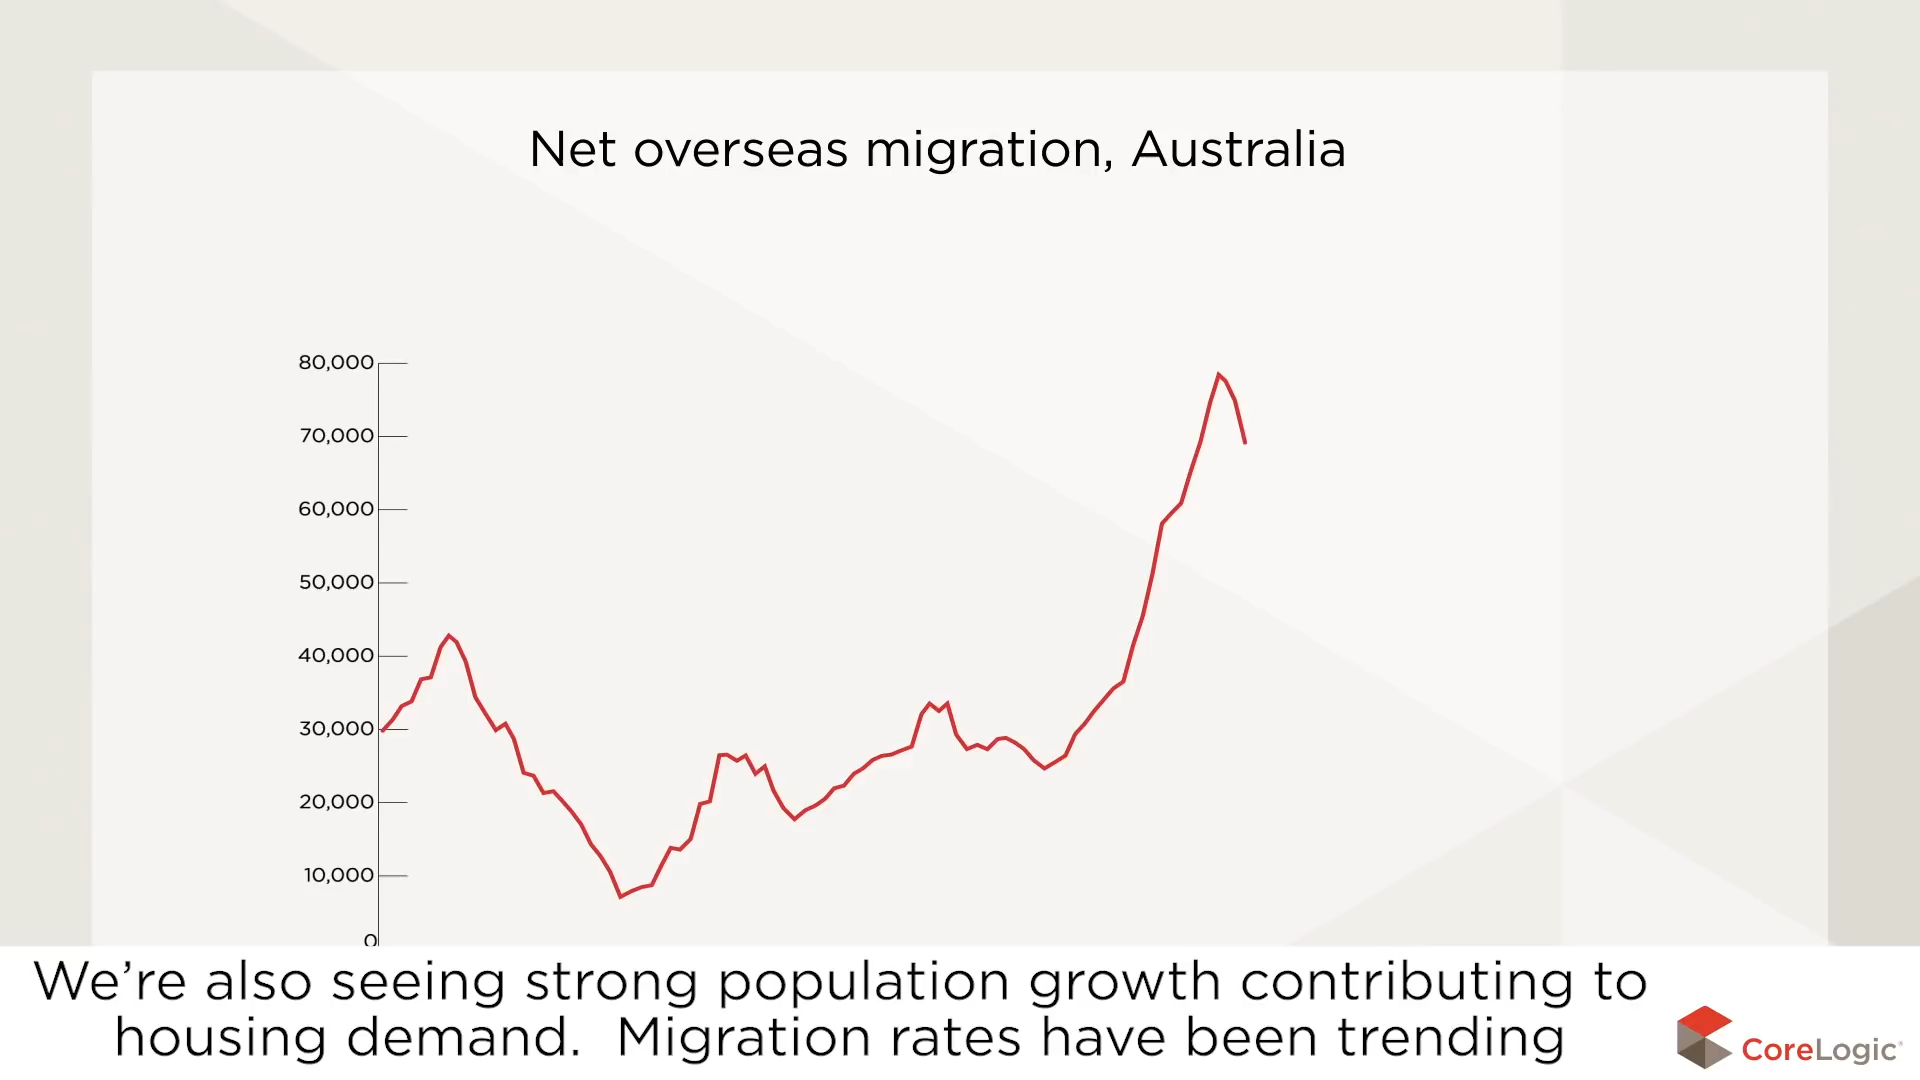 Net overseas migration, Australia
80,000
70,000
60,000
50,000
40,000
30,000
20,000
10,000
0
We’re also seeing strong population growth contributing to
housing demand.  Migration rates have been trending
CoreLogic